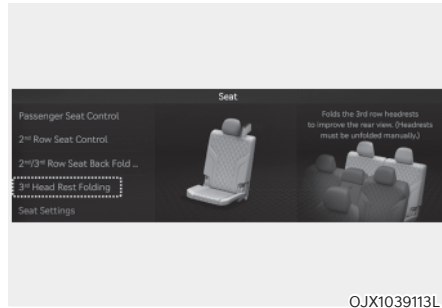 Seat
Passenger Seat Control
2nd Row Seat Control
2nd/3rd Row Seat Back Fold ..
3rd Head Rest Folding
Seat Settings
Folds the 3rd row headrests
to improve the rear view. (Headrests
must be unfolded manually.)
OJX1039113L